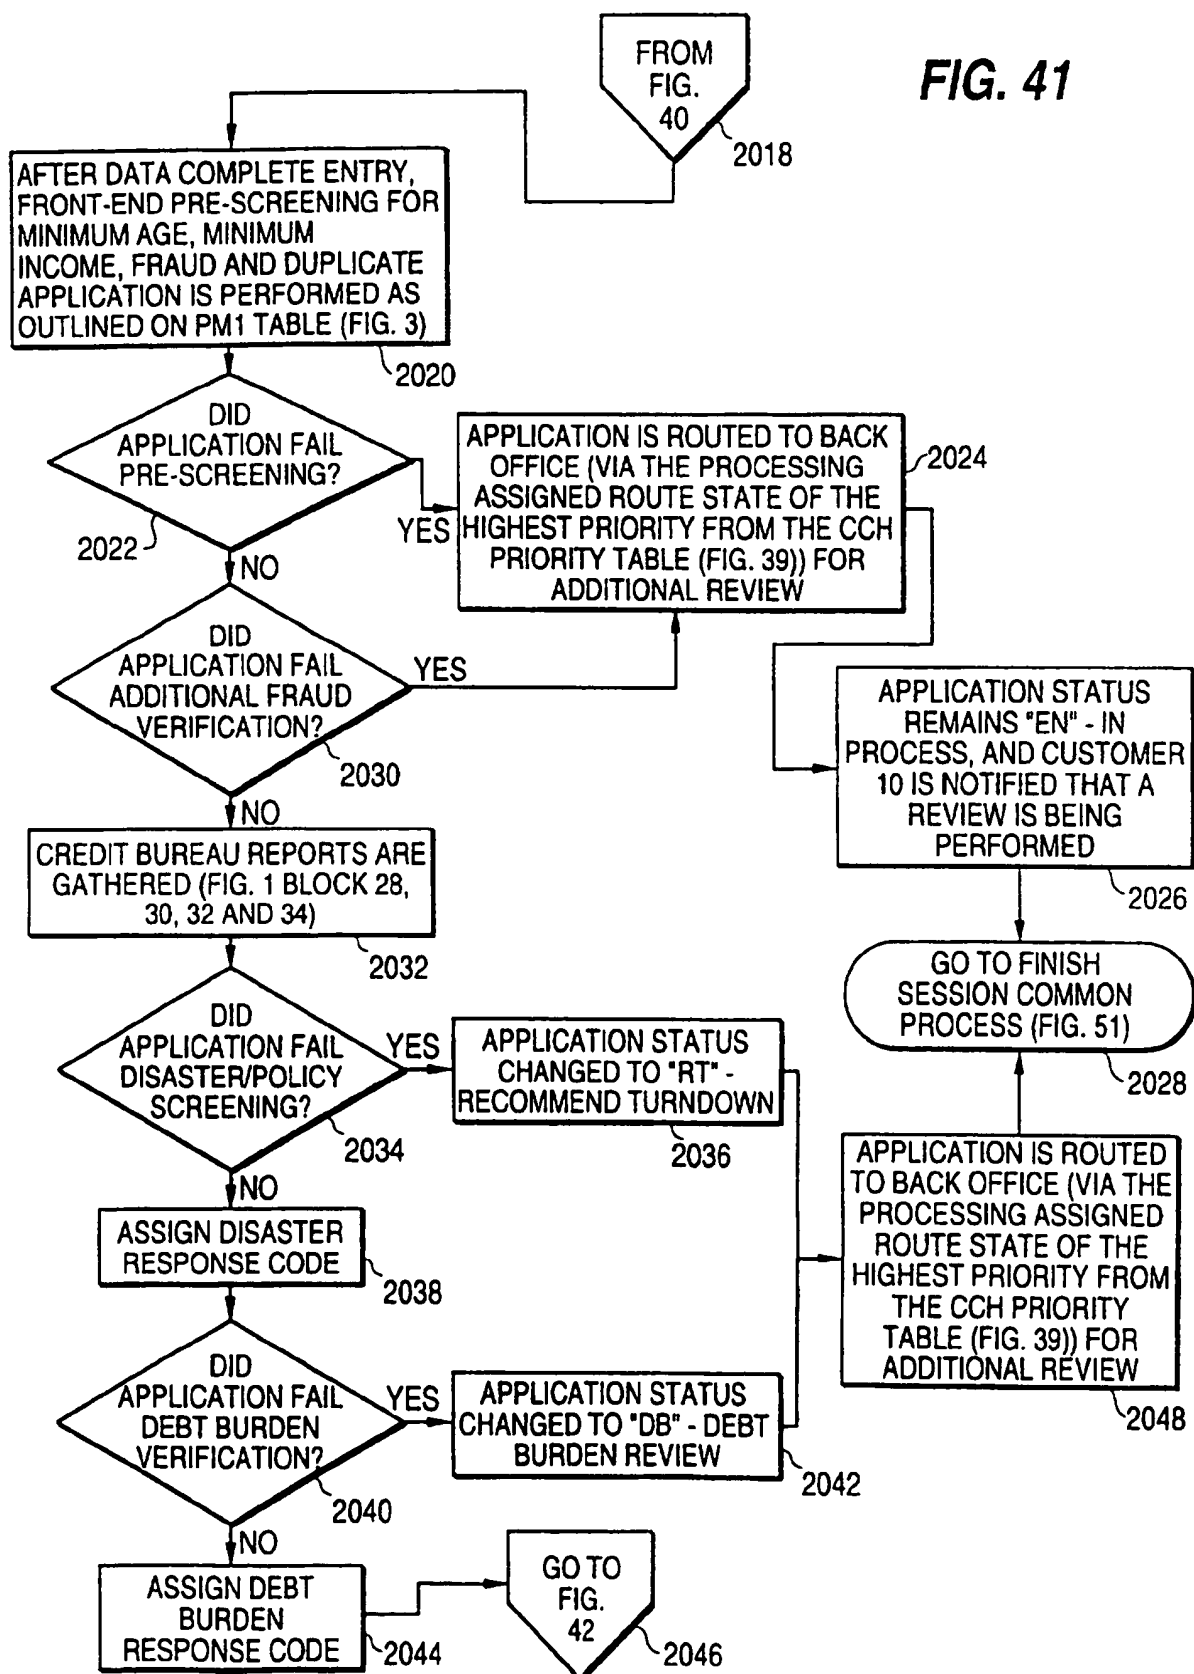 FIG. 41
FROM
FIG.
40
2018
AFTER DATA COMPLETE ENTRY,
FRONT-END PRE-SCREENING FOR
MINIMUM AGE, MINIMUM
INCOME, FRAUD AND DUPLICATE
APPLICATION IS PERFORMED AS
OUTLINED ON PM1 TABLE (FIG. 3)
2020
DID
APPLICATION FAIL
PRE-SCREENING?
2022
YES
NO
APPLICATION IS ROUTED TO BACK
OFFICE (VIA THE PROCESSING
ASSIGNED ROUTE STATE OF THE
HIGHEST PRIORITY FROM THE CCH
PRIORITY TABLE (FIG. 39)) FOR
ADDITIONAL REVIEW
2024
DID
APPLICATION FAIL
ADDITIONAL FRAUD
VERIFICATION?
2030
YES
NO
APPLICATION STATUS
REMAINS "EN" - IN
PROCESS, AND CUSTOMER
10 IS NOTIFIED THAT A
REVIEW IS BEING
PERFORMED
2026
CREDIT BUREAU REPORTS ARE
GATHERED (FIG. 1 BLOCK 28,
30, 32 AND 34)
2032
GO TO FINISH
SESSION COMMON
PROCESS (FIG. 51)
2028
DID
APPLICATION FAIL
DISASTER/POLICY
SCREENING?
2034
YES
NO
APPLICATION STATUS
CHANGED TO "RT" -
RECOMMEND TURNDOWN
2036
APPLICATION IS ROUTED
TO BACK OFFICE (VIA THE
PROCESSING ASSIGNED
ROUTE STATE OF THE
HIGHEST PRIORITY FROM
THE CCH PRIORITY
TABLE (FIG. 39)) FOR
ADDITIONAL REVIEW
2048
ASSIGN DISASTER
RESPONSE CODE
2038
DID
APPLICATION FAIL
DEBT BURDEN
VERIFICATION?
2040
YES
NO
APPLICATION STATUS
CHANGED TO "DB" - DEBT
BURDEN REVIEW
2042
ASSIGN DEBT
BURDEN
RESPONSE CODE
2044
GO TO
FIG.
42
2046